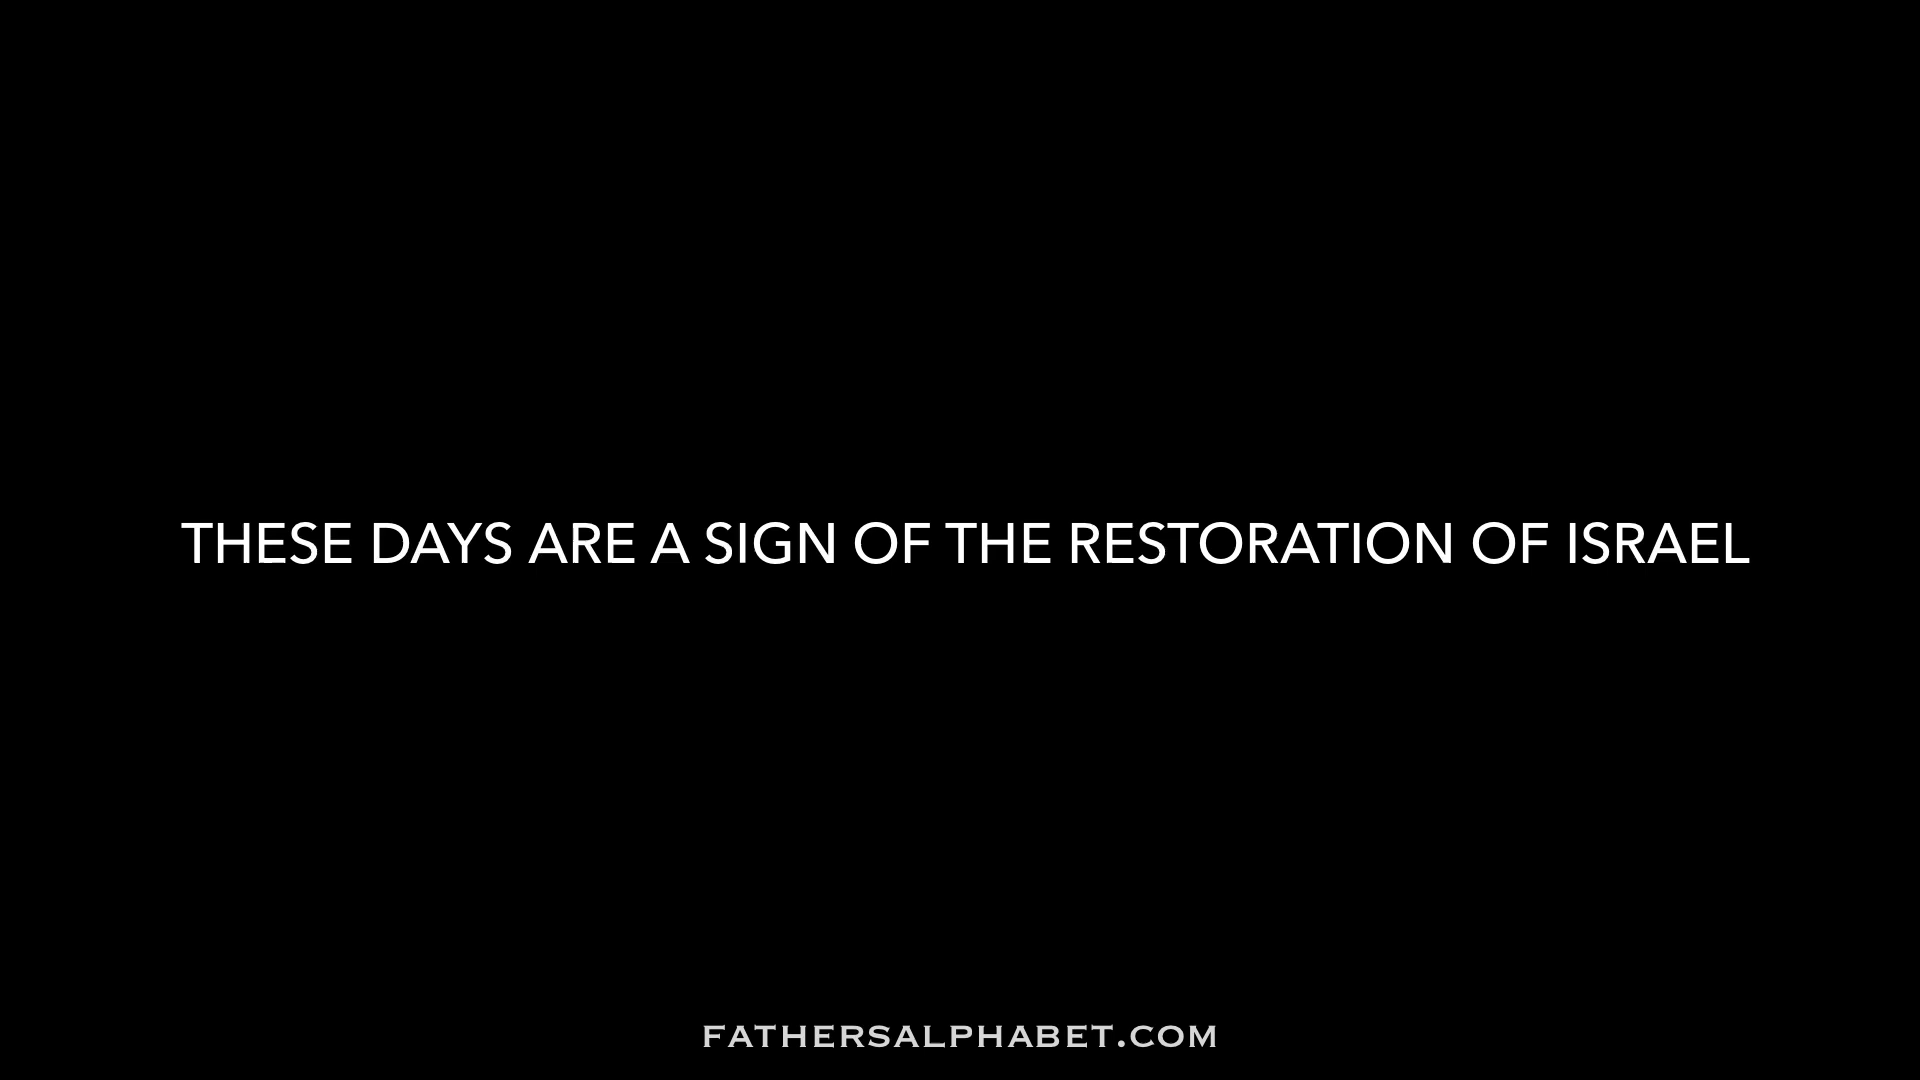 THESE DAYS ARE A SIGN OF THE RESTORATION OF ISRAEL
FATHERSALPHABET.COM